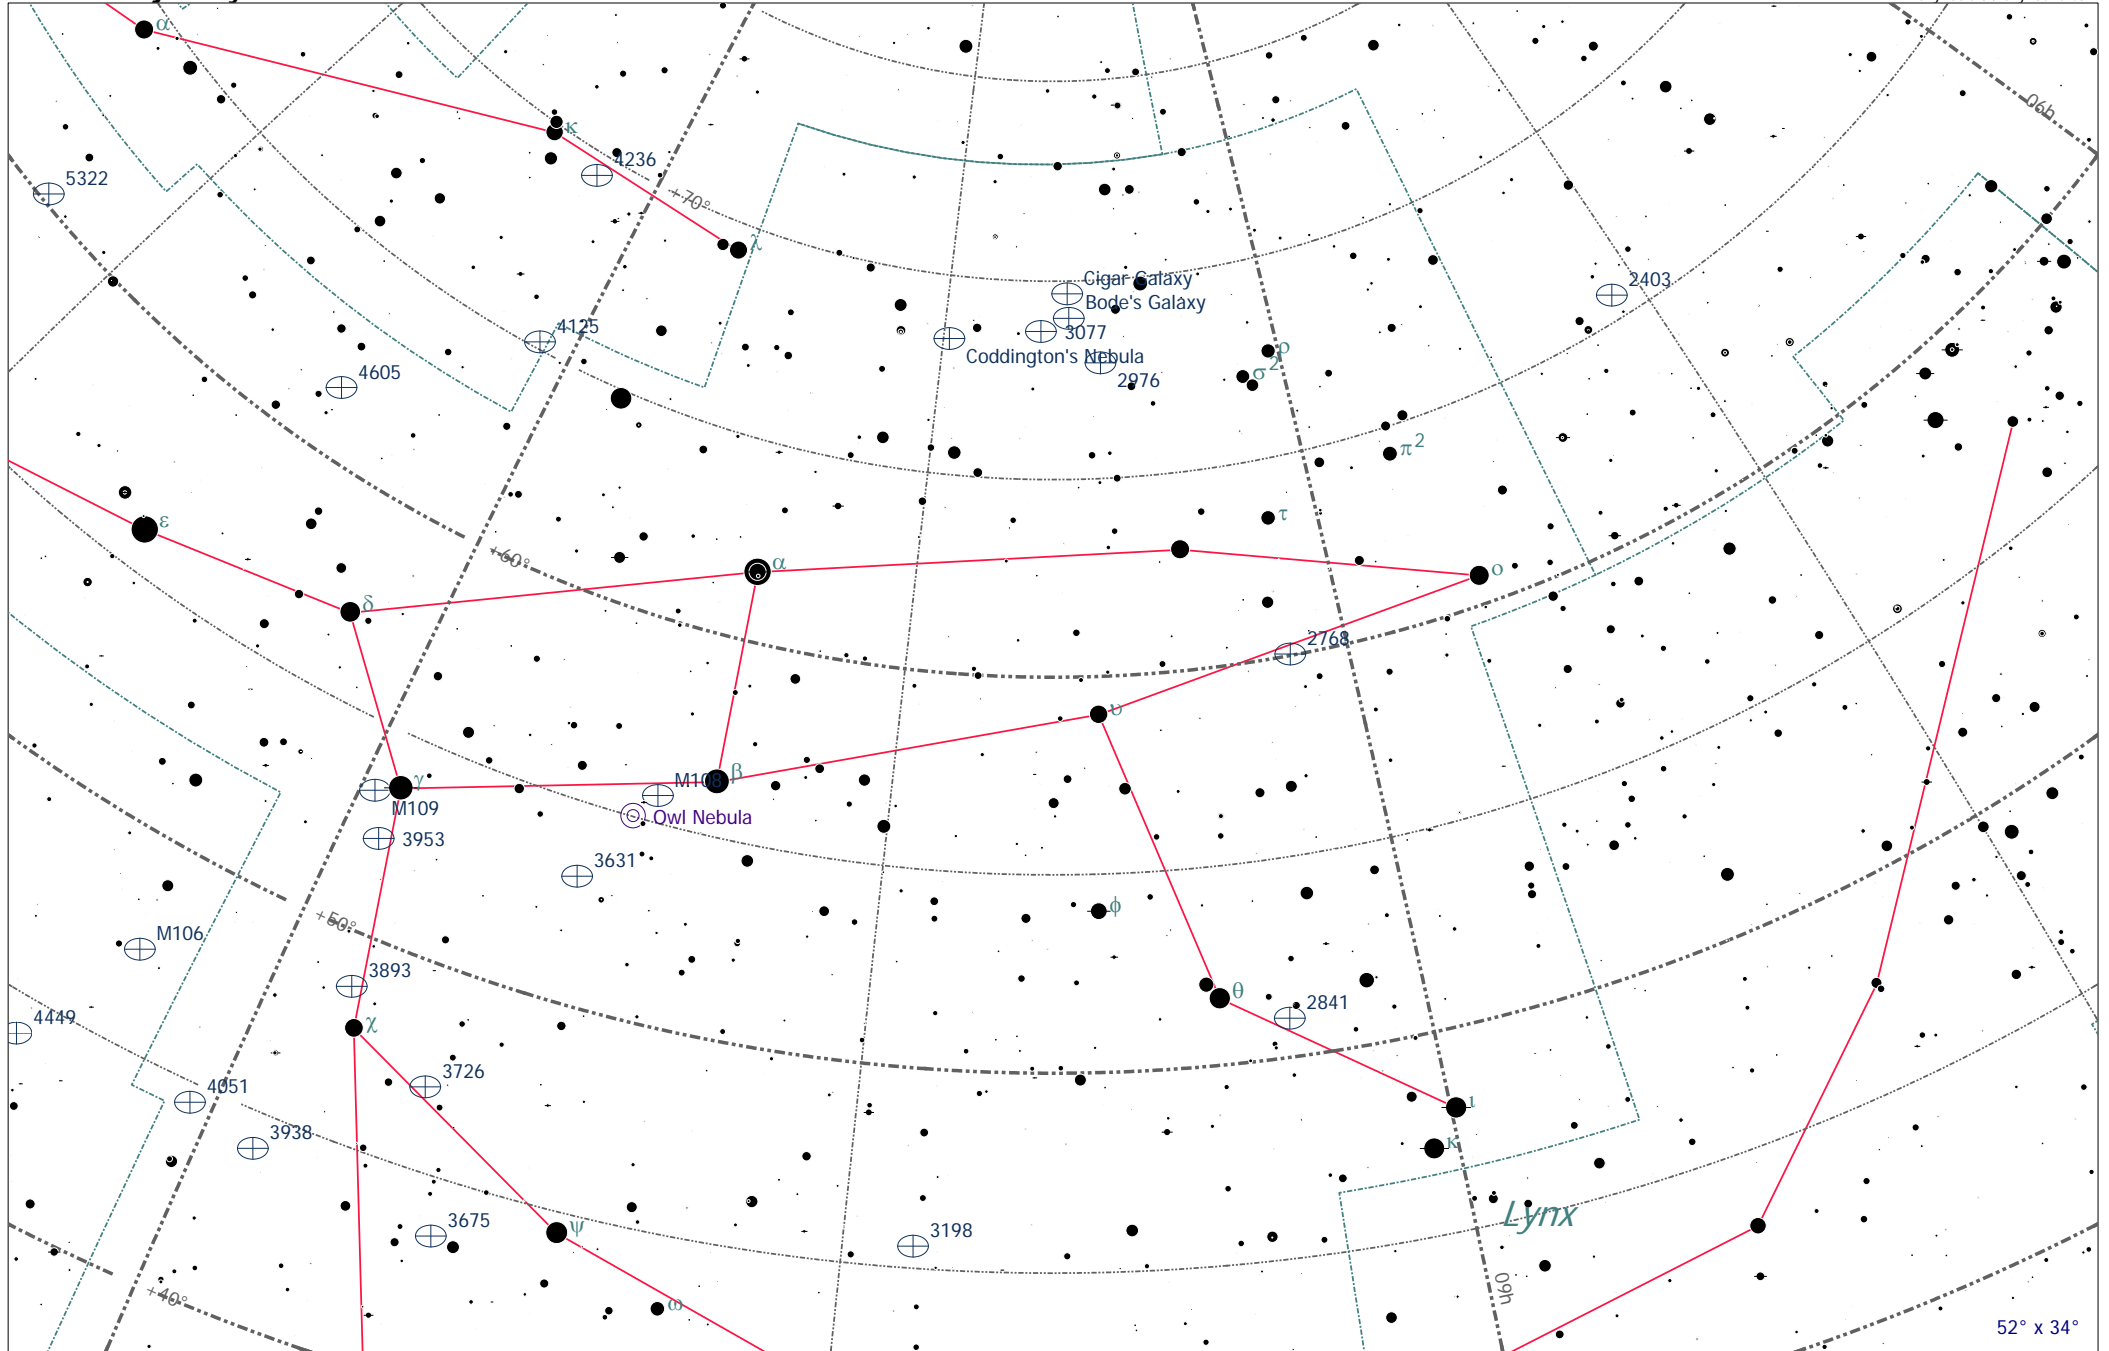 α
06h
κ
4236
5322
+70°
λ
Cigar Galaxy
2403
Bode's Galaxy
4125
3077
ρ
Coddington's Nebula
4605
σ²
2976
π²
ε
τ
+60°
α
ο
δ
2768
υ
β
γ
M108
M109
Owl Nebula
3953
3631
φ
+50°
M106
3893
θ
2841
4449
χ
3726
4051
ι
3938
κ
Lynx
3675
ψ
3198
+40°
09h
ω
52° x 34°